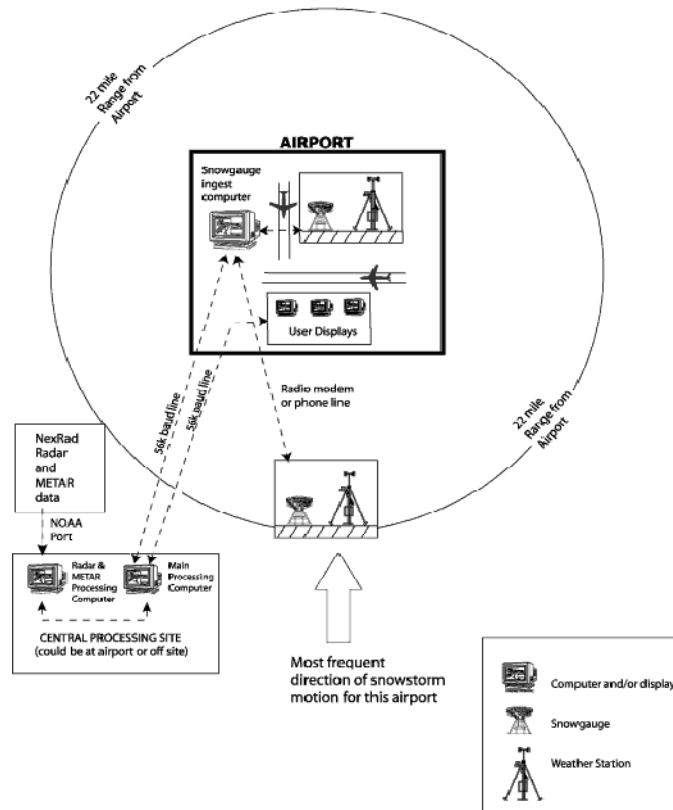 22 mile
Range from
Airport
AIRPORT
Snowgauge
ingest
computer
User Displays
56k baud line
56k baud line
Radio modem
or phone line
22 mile
Range from
Airport
NexRad
Radar
and
METAR
data
NOAA
Port
Radar &
METAR
Processing
Computer
Main
Processing
Computer
CENTRAL PROCESSING SITE
(could be at airport or off site)
Most frequent
direction of snowstorm
motion for this airport
Computer and/or display
Snowgauge
Weather Station